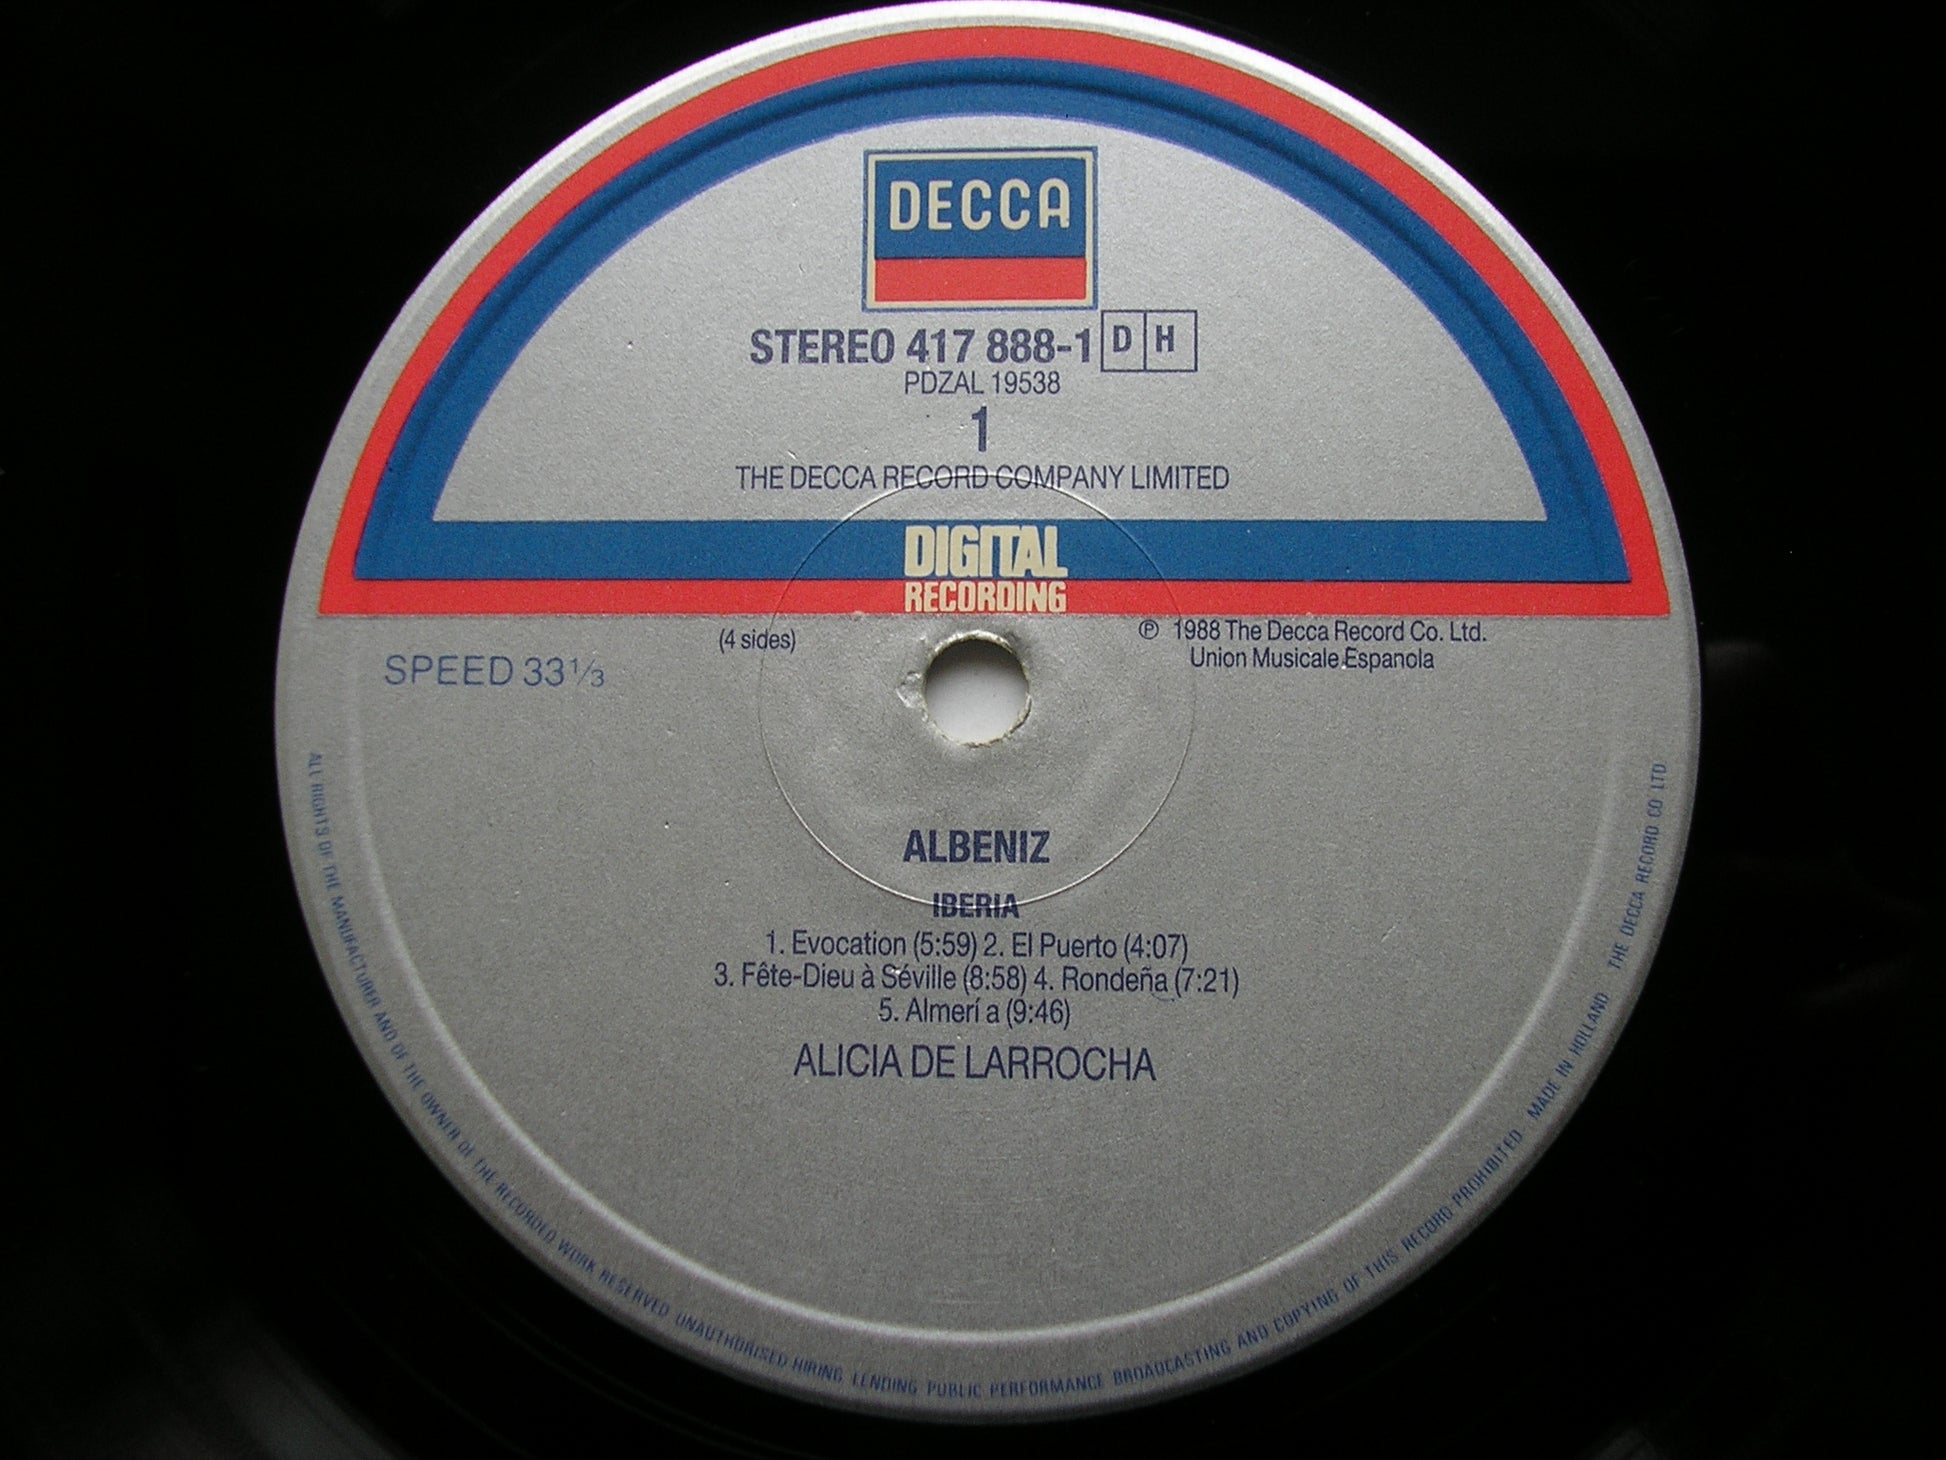 DECCA
STEREO 417 888-1 D H
PDZAL 19538
1
THE DECCA RECORD COMPANY LIMITED
DIGITAL
RECORDING
SPEED 33 1/3
(4 sides)
℗ 1988 The Decca Record Co. Ltd.
Union Musicale Espanola
ALBENIZ
IBERIA
1. Evocation (5:59) 2. El Puerto (4:07)
3. Fête-Dieu à Séville (8:58) 4. Rondeña (7:21)
5. Almerí a (9:46)
ALICIA DE LARROCHA
ALL RIGHTS OF THE MANUFACTURER AND OF THE OWNER OF THE RECORDED WORK RESERVED UNAUTHORISED HIRING LENDING PUBLIC PERFORMANCE BROADCASTING AND COPYING OF THIS RECORD PROHIBITED · MADE IN HOLLAND THE DECCA RECORD CO LTD